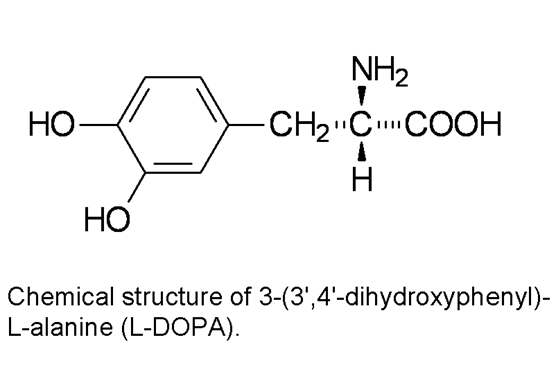 NH₂
HO CH₂ C COOH
H
HO
Chemical structure of 3-(3',4'-dihydroxyphenyl)-
L-alanine (L-DOPA).